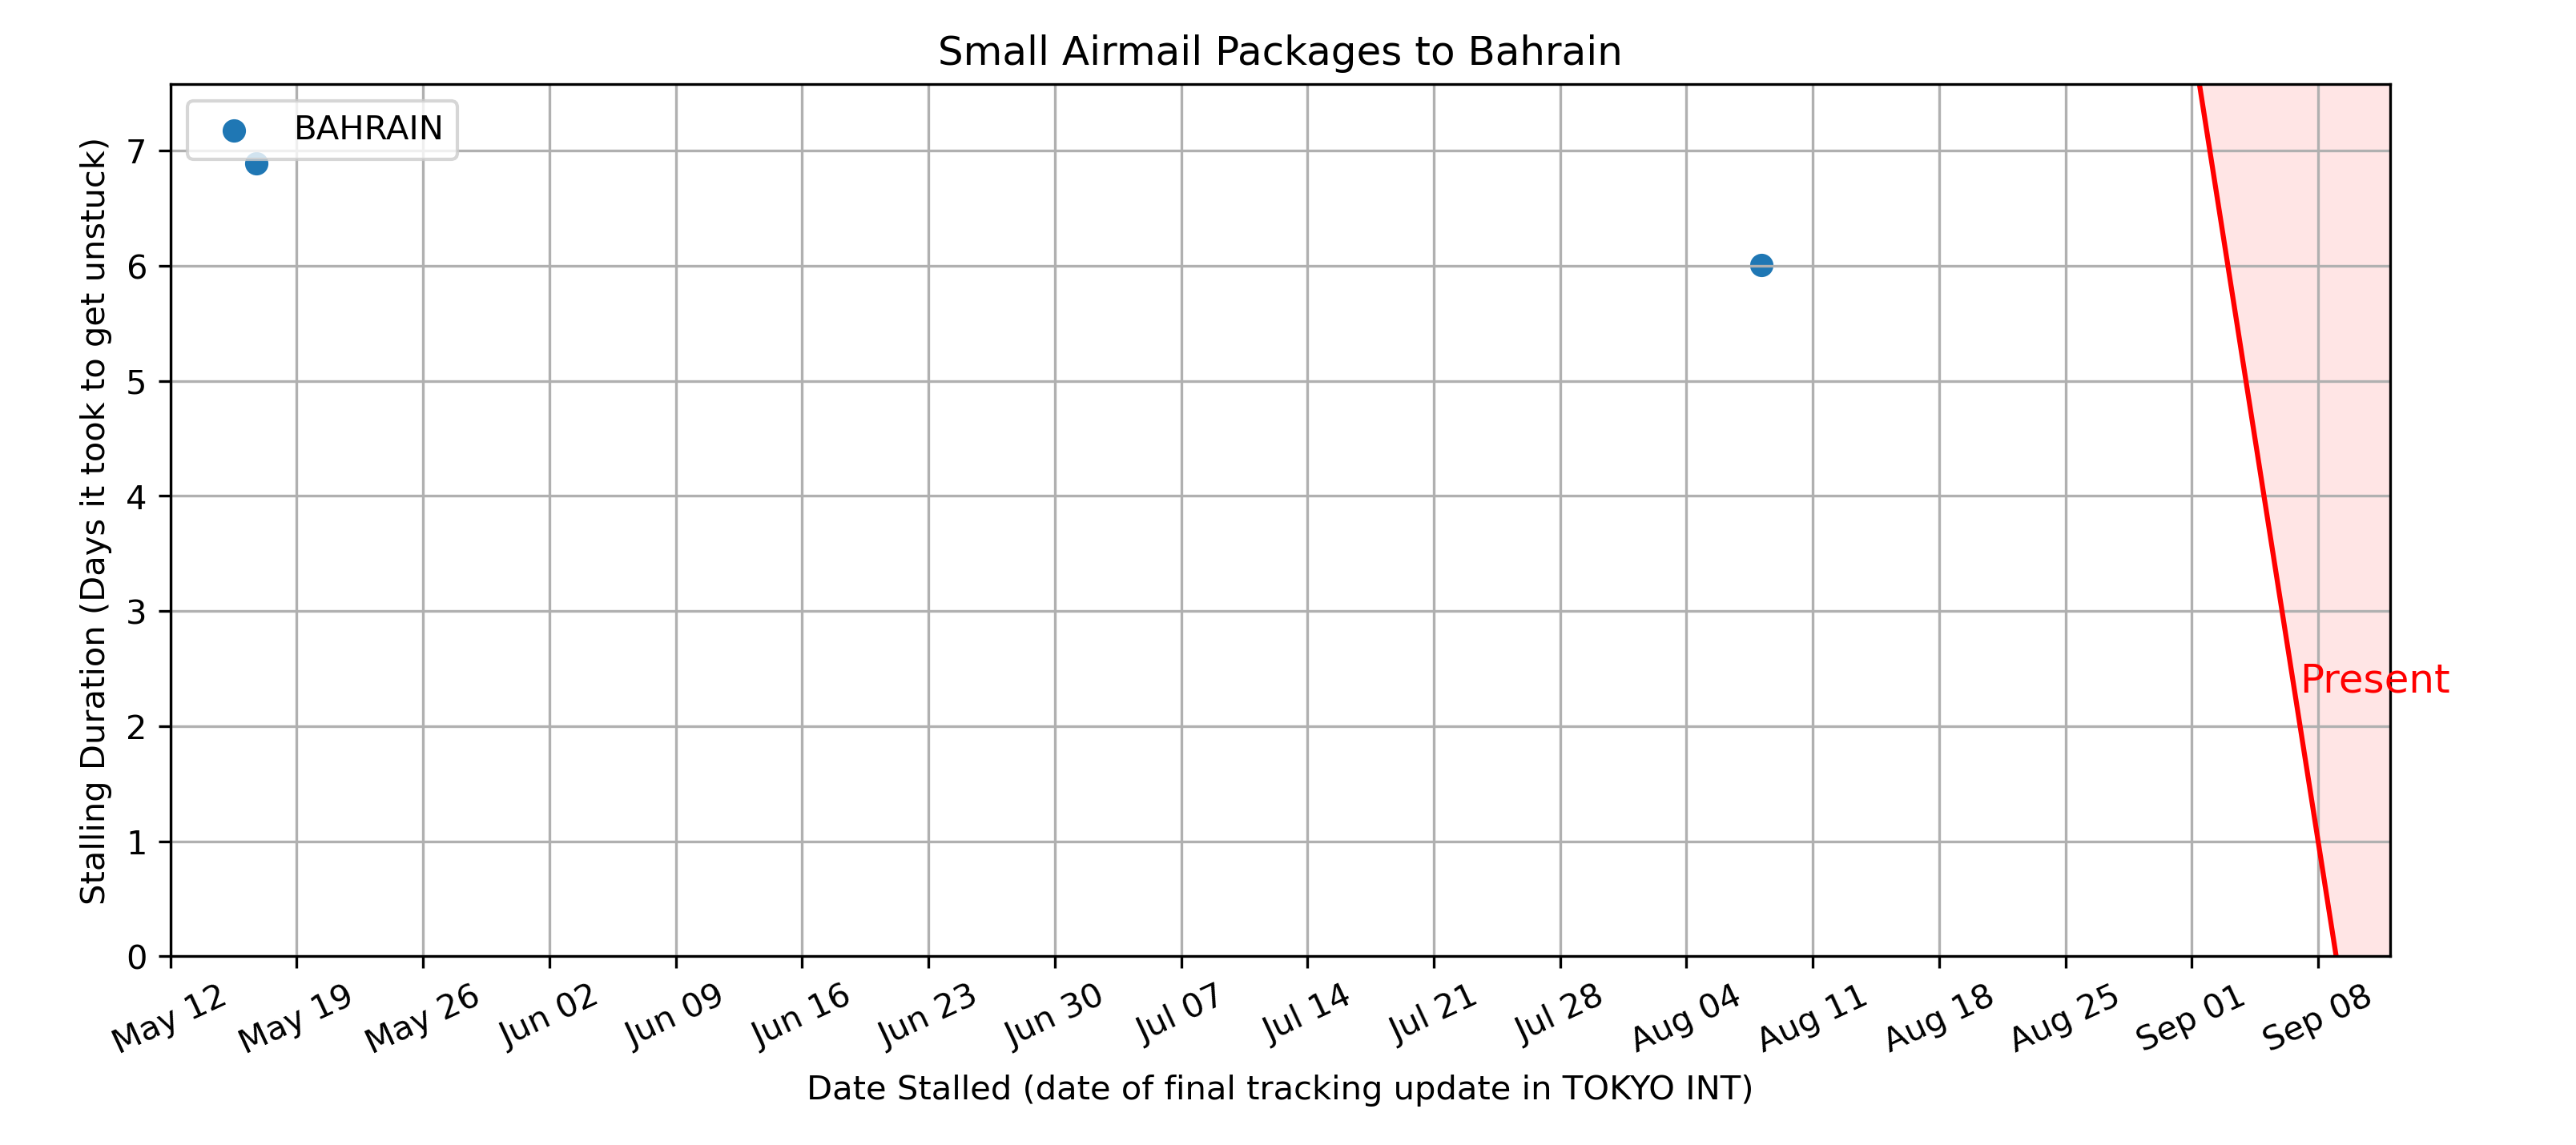 Small Airmail Packages to Bahrain
BAHRAIN
Stalling Duration (Days it took to get unstuck)
7
6
5
4
3
2
1
0
Present
May 12
May 19
May 26
Jun 02
Jun 09
Jun 16
Jun 23
Jun 30
Jul 07
Jul 14
Jul 21
Jul 28
Aug 04
Aug 11
Aug 18
Aug 25
Sep 01
Sep 08
Date Stalled (date of final tracking update in TOKYO INT)